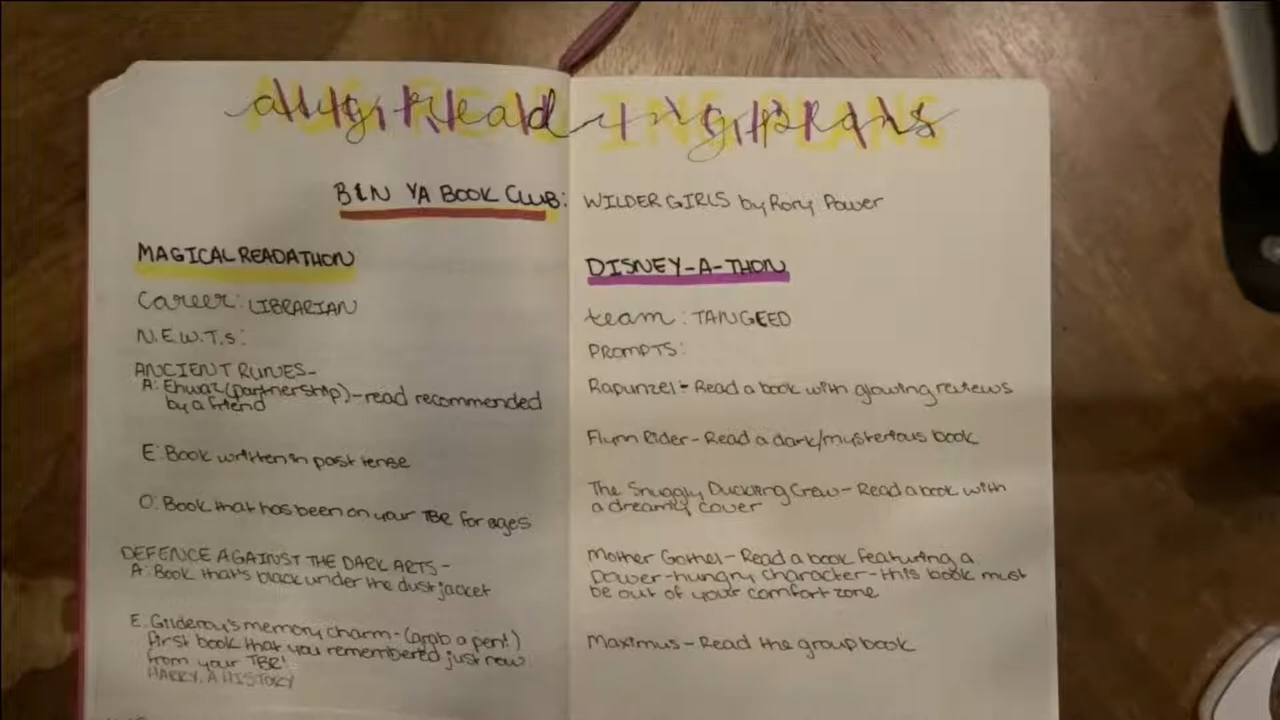 aug reading plans
BLN YA BOOK CLUB: WILDER GIRLS by Rory Power
MAGICAL READATHON
Career: LIBRARIAN
N.E.W.T.s:
ANCIENT RUNES-
A: Ehwaz (partnership)-read recommended
by a friend
E: Book written in past tense
O: Book that has been on your TBR for ages
DEFENCE AGAINST THE DARK ARTS-
A: Book that's black under the dust jacket
E: Gilderoy's memory charm-(grab a pen!)
First book that you remembered just now
from your TBR!
HARRY, A HISTORY
DISNEY-A-THON
team: TANGEED
PROMPTS:
Rapunzel- Read a book with glowing reviews
Flynn Rider-Read a dark/mysterious book
The Snuggly Duckling Crew-Read a book with
a dreamy cover
Mother Gothel-Read a book featuring a
power-hungry character-this book must
be out of your comfort zone
Maximus-Read the group book